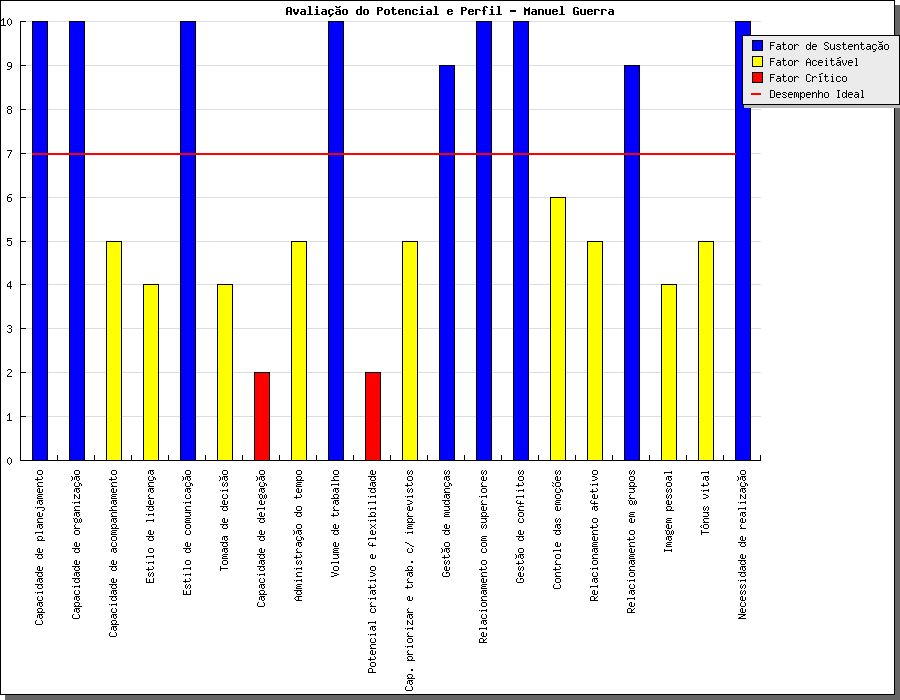 Avaliação do Potencial e Perfil - Manuel Guerra
10
9
8
7
6
5
4
3
2
1
0
Fator de Sustentação
Fator Aceitável
Fator Crítico
Desempenho Ideal
Capacidade de planejamento
Capacidade de organização
Capacidade de acompanhamento
Estilo de liderança
Estilo de comunicação
Tomada de decisão
Capacidade de delegação
Administração do tempo
Volume de trabalho
Potencial criativo e flexibilidade
Cap. priorizar e trab. c/ imprevistos
Gestão de mudanças
Relacionamento com superiores
Gestão de conflitos
Controle das emoções
Relacionamento afetivo
Relacionamento em grupos
Imagem pessoal
Tônus vital
Necessidade de realização